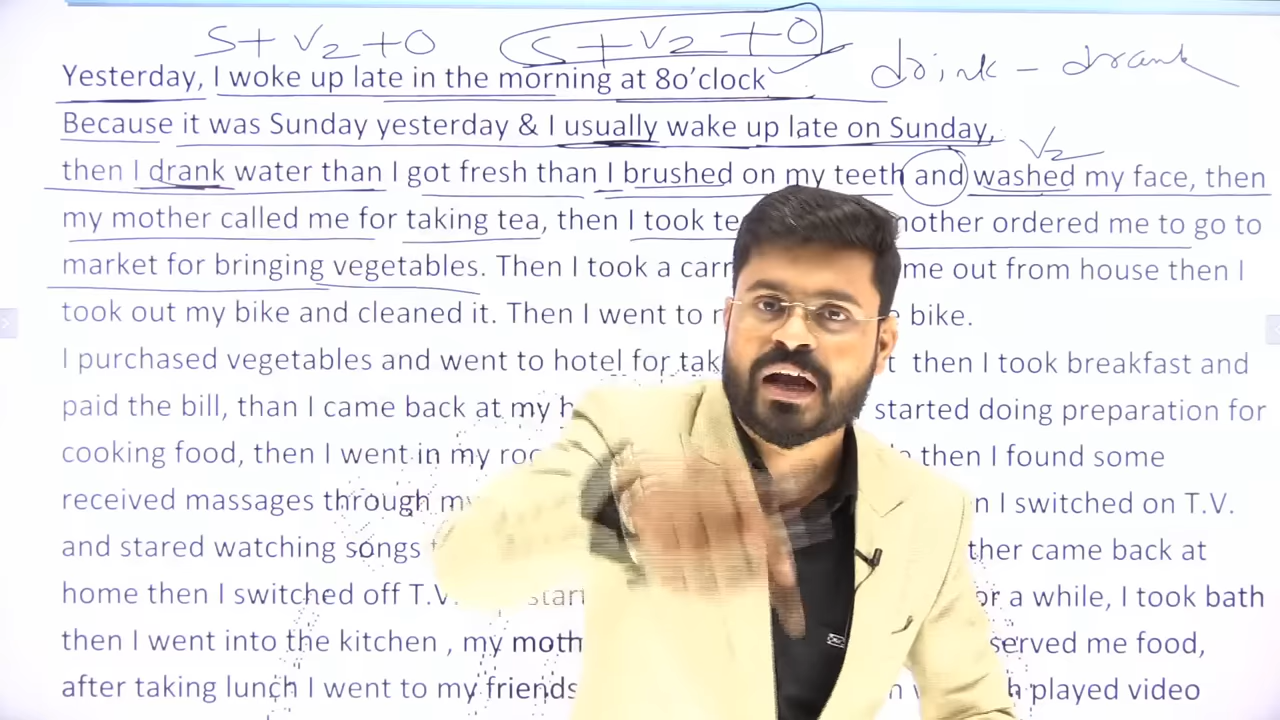 S + V2 + O S + V2 + O
drink - drank
Yesterday, I woke up late in the morning at 8o'clock
Because it was Sunday yesterday & I usually wake up late on Sunday,
V2
then I drank water than I got fresh than I brushed on my teeth and washed my face, then
my mother called me for taking tea, then I took mother ordered me to go to
market for bringing vegetables. Then I took a me out from house then I
took out my bike and cleaned it. Then I went to bike.
I purchased vegetables and went to hotel for then I took breakfast and
paid the bill, than I came back at my started doing preparation for
cooking food, then I went in my then I found some
received massages through I switched on T.V.
and stared watching songs came back at
home then I switched off T.V. for a while, I took bath
then I went into the kitchen , my served me food,
after taking lunch I went to my friends played video